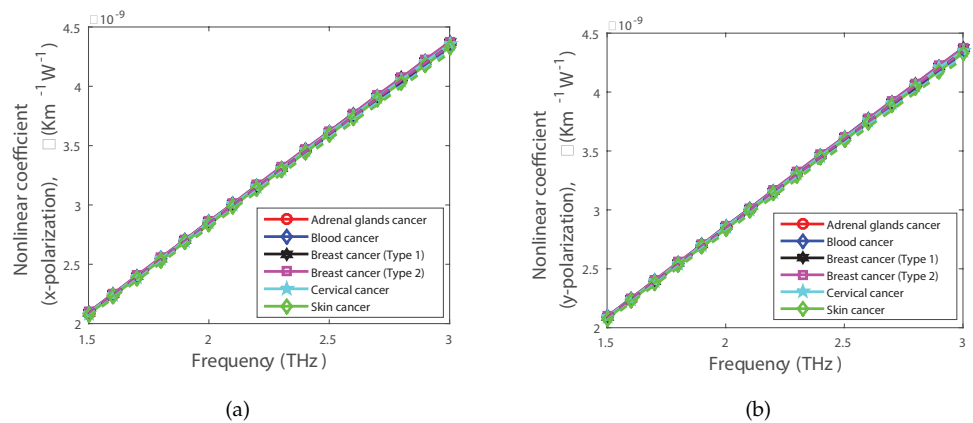 □10⁻⁹
4.5
4
3.5
3
2.5
2
1.5
2
2.5
3
Nonlinear coefficient
(x-polarization), □ (Km⁻¹W⁻¹)
Frequency (THz)
Adrenal glands cancer
Blood cancer
Breast cancer (Type 1)
Breast cancer (Type 2)
Cervical cancer
Skin cancer
(a)
□10⁻⁹
4.5
4
3.5
3
2.5
2
1.5
2
2.5
3
Nonlinear coefficient
(y-polarization), □ (Km⁻¹W⁻¹)
Frequency (THz)
Adrenal glands cancer
Blood cancer
Breast cancer (Type 1)
Breast cancer (Type 2)
Cervical cancer
Skin cancer
(b)